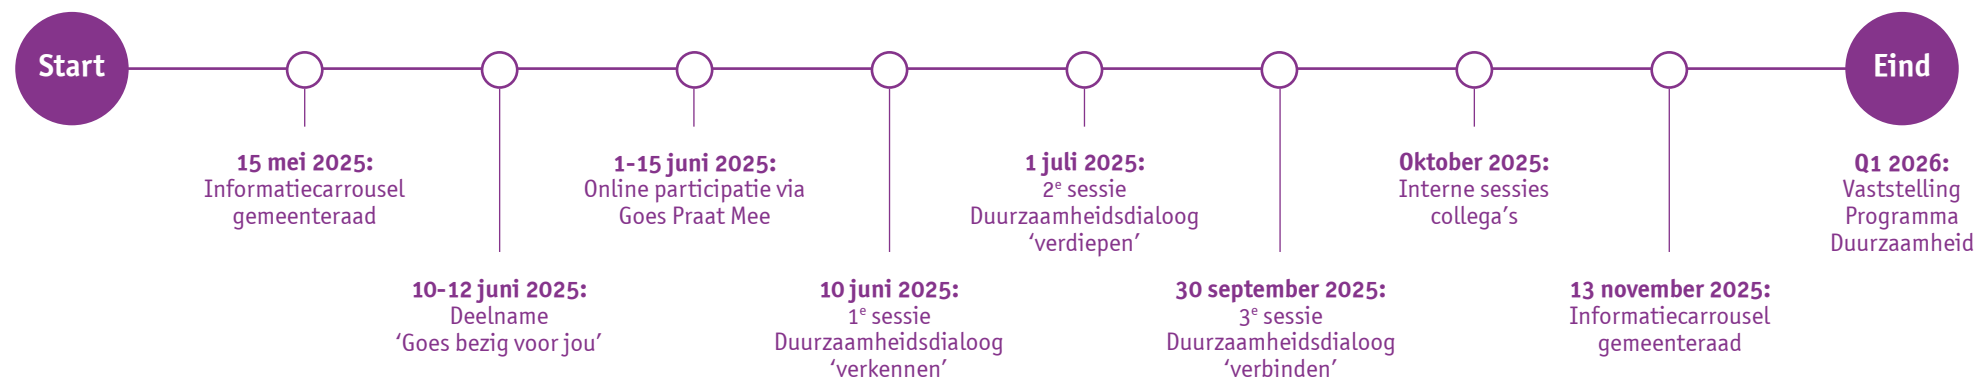 Start
15 mei 2025:
Informatiecarrousel
gemeenteraad
10-12 juni 2025:
Deelname
‘Goes bezig voor jou’
1-15 juni 2025:
Online participatie via
Goes Praat Mee
10 juni 2025:
1e sessie
Duurzaamheidsdialoog
‘verkennen’
1 juli 2025:
2e sessie
Duurzaamheidsdialoog
‘verdiepen’
30 september 2025:
3e sessie
Duurzaamheidsdialoog
‘verbinden’
Oktober 2025:
Interne sessies
collega’s
13 november 2025:
Informatiecarrousel
gemeenteraad
Eind
Q1 2026:
Vaststelling
Programma
Duurzaamheid